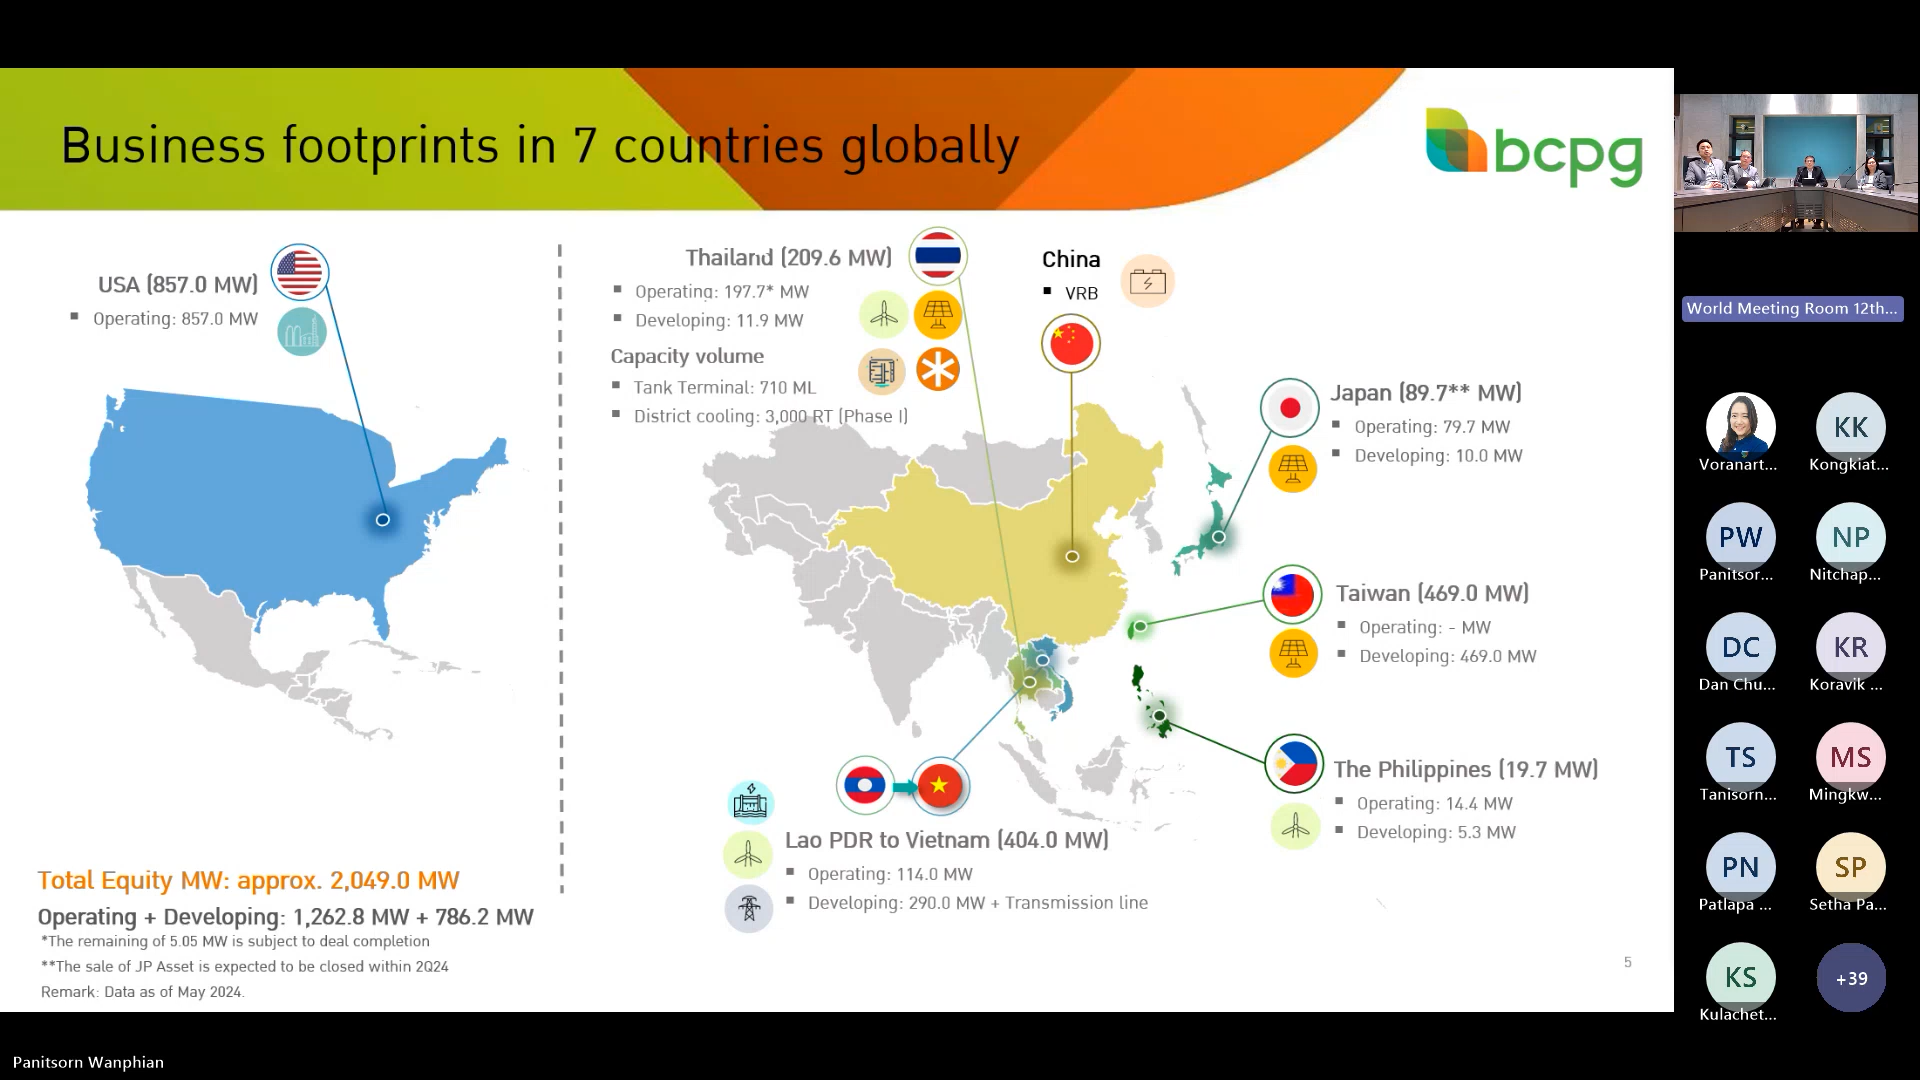 Business footprints in 7 countries globally
bcpg
USA (857.0 MW)
▪ Operating: 857.0 MW
Thailand (209.6 MW)
▪ Operating: 197.7* MW
▪ Developing: 11.9 MW
Capacity volume
▪ Tank Terminal: 710 ML
▪ District cooling: 3,000 RT (Phase I)
China
▪ VRB
Japan (89.7** MW)
▪ Operating: 79.7 MW
▪ Developing: 10.0 MW
Taiwan (469.0 MW)
▪ Operating: - MW
▪ Developing: 469.0 MW
The Philippines (19.7 MW)
▪ Operating: 14.4 MW
▪ Developing: 5.3 MW
Lao PDR to Vietnam (404.0 MW)
▪ Operating: 114.0 MW
▪ Developing: 290.0 MW + Transmission line
Total Equity MW: approx. 2,049.0 MW
Operating + Developing: 1,262.8 MW + 786.2 MW
*The remaining of 5.05 MW is subject to deal completion
**The sale of JP Asset is expected to be closed within 2Q24
Remark: Data as of May 2024.
5
World Meeting Room 12th...
Voranart...
KK
Kongkiat...
PW
Panitsor...
NP
Nitchap...
DC
Dan Chu...
KR
Koravik ...
TS
Tanisorn...
MS
Mingkw...
PN
Patlapa ...
SP
Setha Pa...
KS
Kulachet...
+39
Panitsorn Wanphian